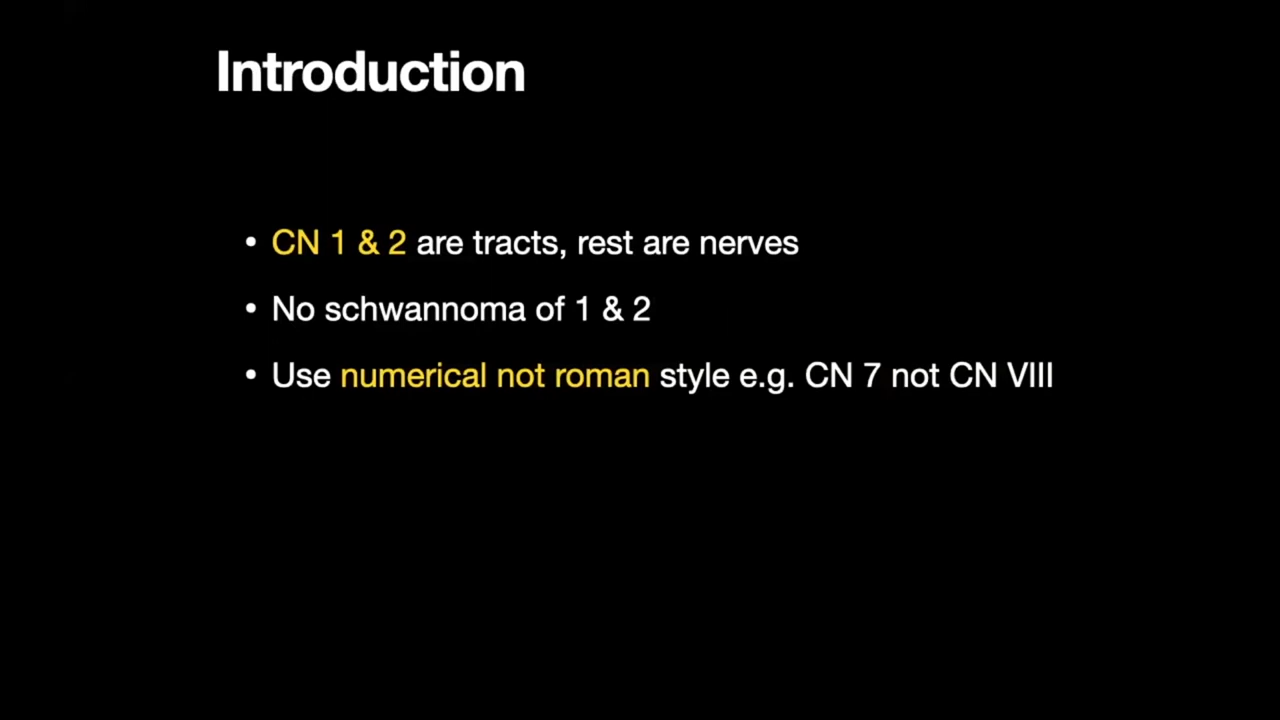 Introduction
• CN 1 & 2 are tracts, rest are nerves
• No schwannoma of 1 & 2
• Use numerical not roman style e.g. CN 7 not CN VIII